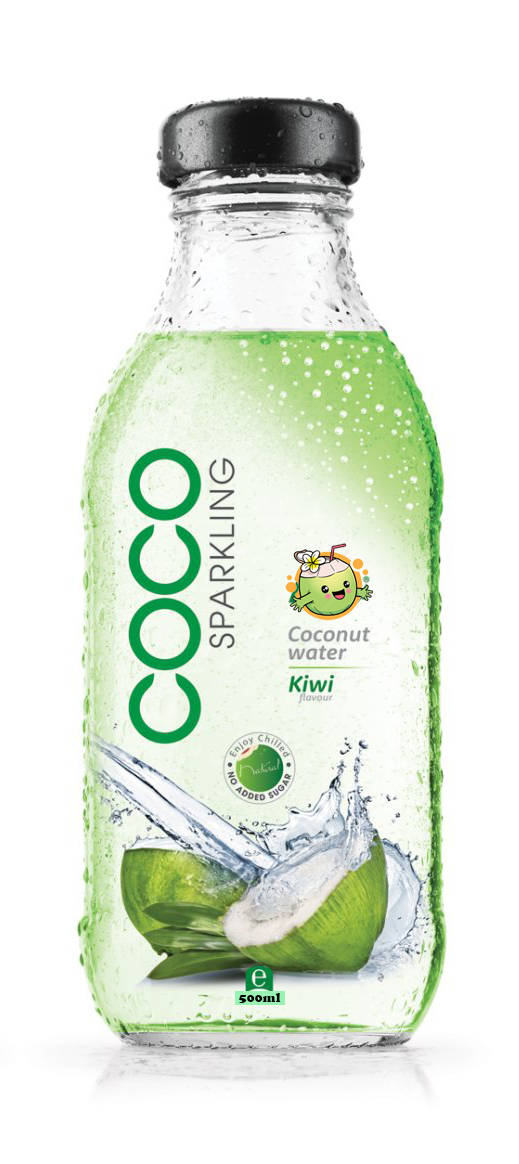 COCO
SPARKLING
Coconut
water
Kiwi
flavour
Enjoy Chilled
Natural
NO ADDED SUGAR
e
500ml